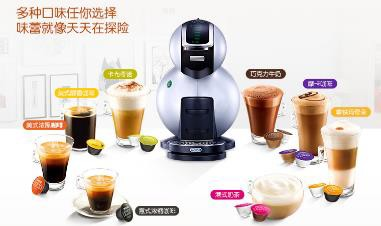 多种口味任你选择
味蕾就像天天在探险
卡布奇诺
美式醇香咖啡
美式浓厚咖啡
意式浓缩咖啡
巧克力牛奶
摩卡咖啡
拿铁玛奇朵
港式奶茶